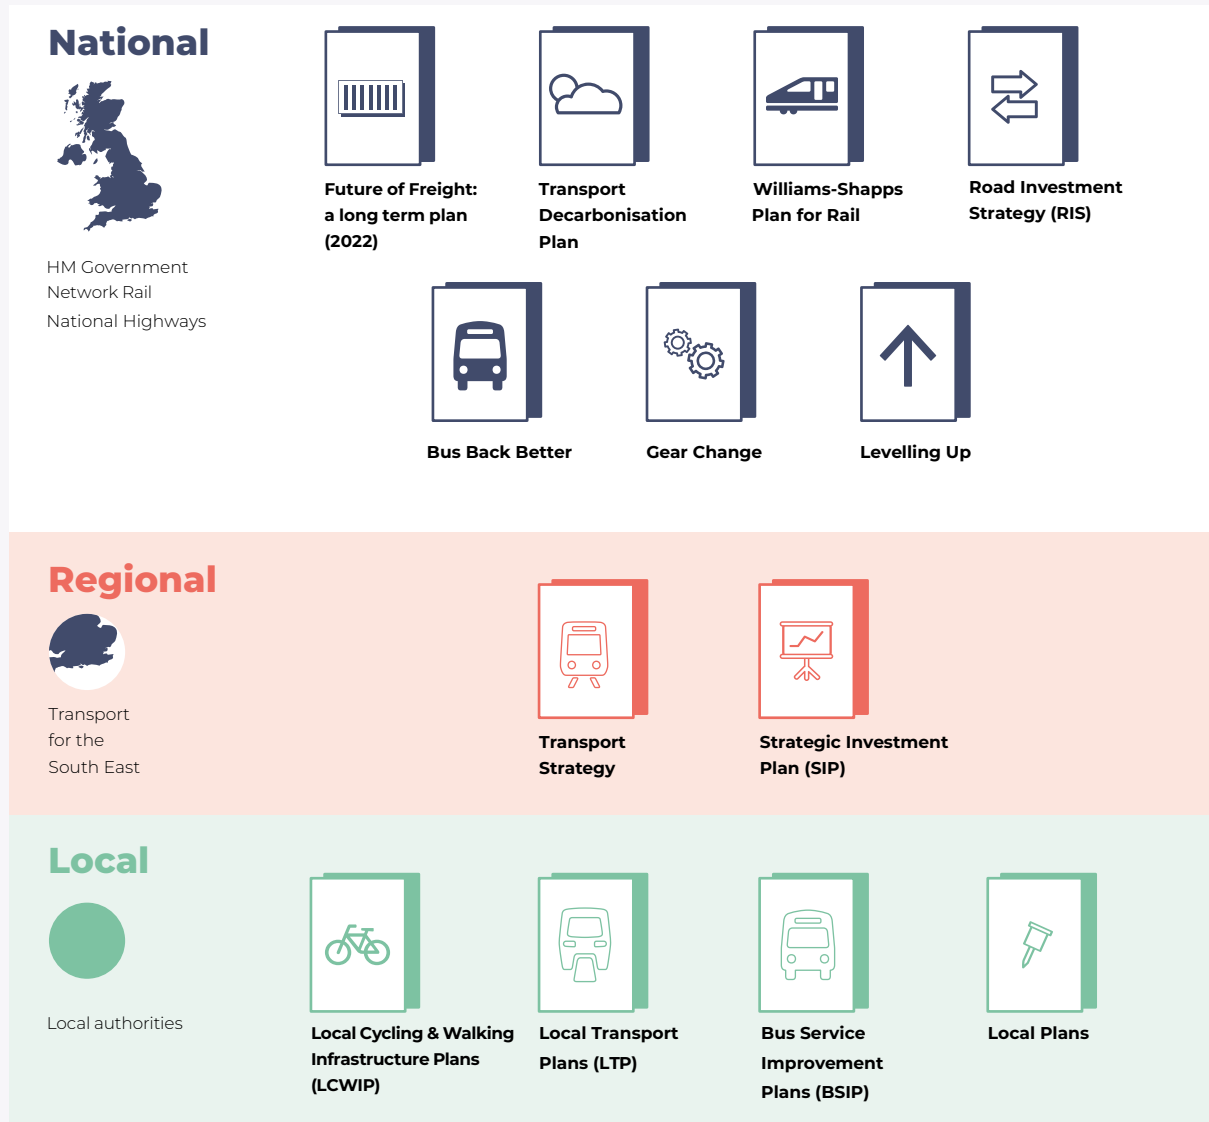 National
HM Government
Network Rail
National Highways
Future of Freight:
a long term plan
(2022)
Transport
Decarbonisation
Plan
Williams-Shapps
Plan for Rail
Road Investment
Strategy (RIS)
Bus Back Better
Gear Change
Levelling Up
Regional
Transport
for the
South East
Transport
Strategy
Strategic Investment
Plan (SIP)
Local
Local authorities
Local Cycling & Walking
Infrastructure Plans
(LCWIP)
Local Transport
Plans (LTP)
Bus Service
Improvement
Plans (BSIP)
Local Plans